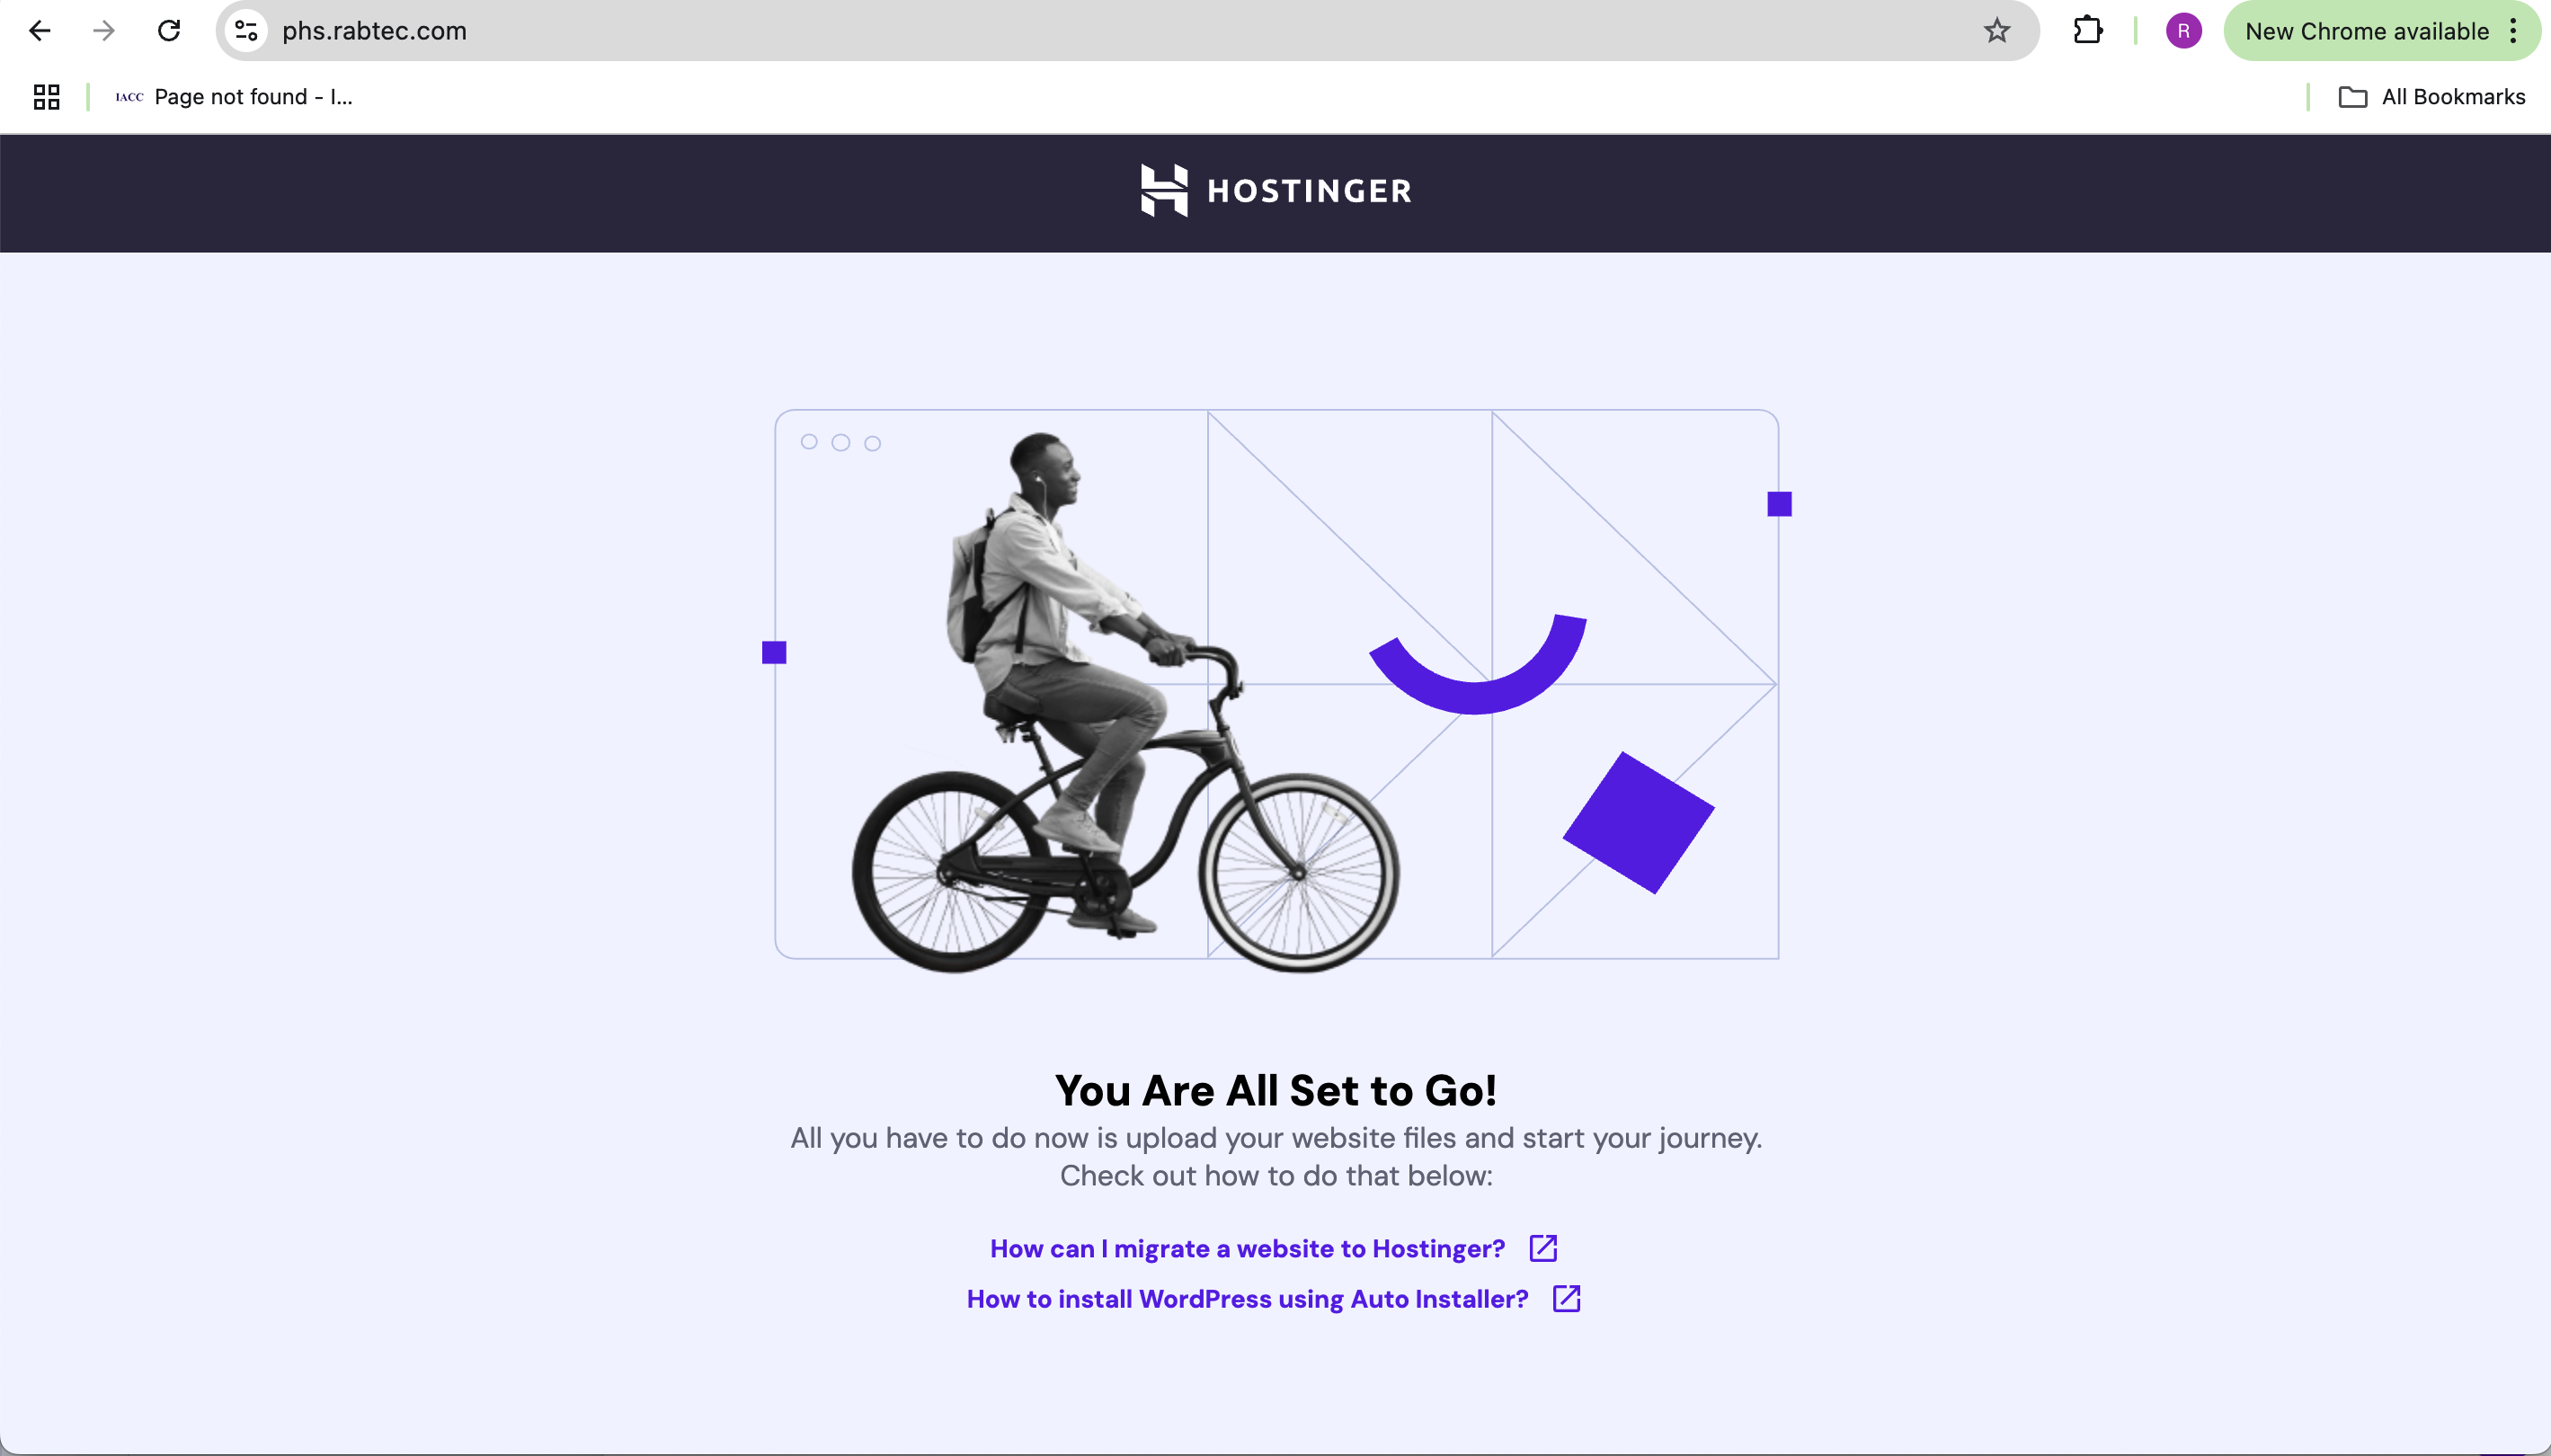 phs.rabtec.com
R
New Chrome available
IACC Page not found - I...
All Bookmarks
HOSTINGER
You Are All Set to Go!
All you have to do now is upload your website files and start your journey.
Check out how to do that below:
How can I migrate a website to Hostinger?
How to install WordPress using Auto Installer?